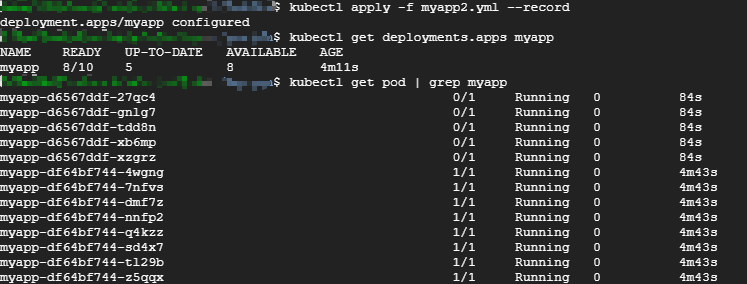 $ kubectl apply -f myapp2.yml --record
deployment.apps/myapp configured
$ kubectl get deployments.apps myapp
NAME READY UP-TO-DATE AVAILABLE AGE
myapp 8/10 5 8 4m11s
$ kubectl get pod | grep myapp
myapp-d6567ddf-27qc4 0/1 Running 0 84s
myapp-d6567ddf-gnlg7 0/1 Running 0 84s
myapp-d6567ddf-tdd8n 0/1 Running 0 84s
myapp-d6567ddf-xb6mp 0/1 Running 0 84s
myapp-d6567ddf-xzgrz 0/1 Running 0 84s
myapp-df64bf744-4wgng 1/1 Running 0 4m43s
myapp-df64bf744-7nfvs 1/1 Running 0 4m43s
myapp-df64bf744-dmf7z 1/1 Running 0 4m43s
myapp-df64bf744-nnfp2 1/1 Running 0 4m43s
myapp-df64bf744-q4kzz 1/1 Running 0 4m43s
myapp-df64bf744-sd4x7 1/1 Running 0 4m43s
myapp-df64bf744-tl29b 1/1 Running 0 4m43s
myapp-df64bf744-z5qqx 1/1 Running 0 4m43s